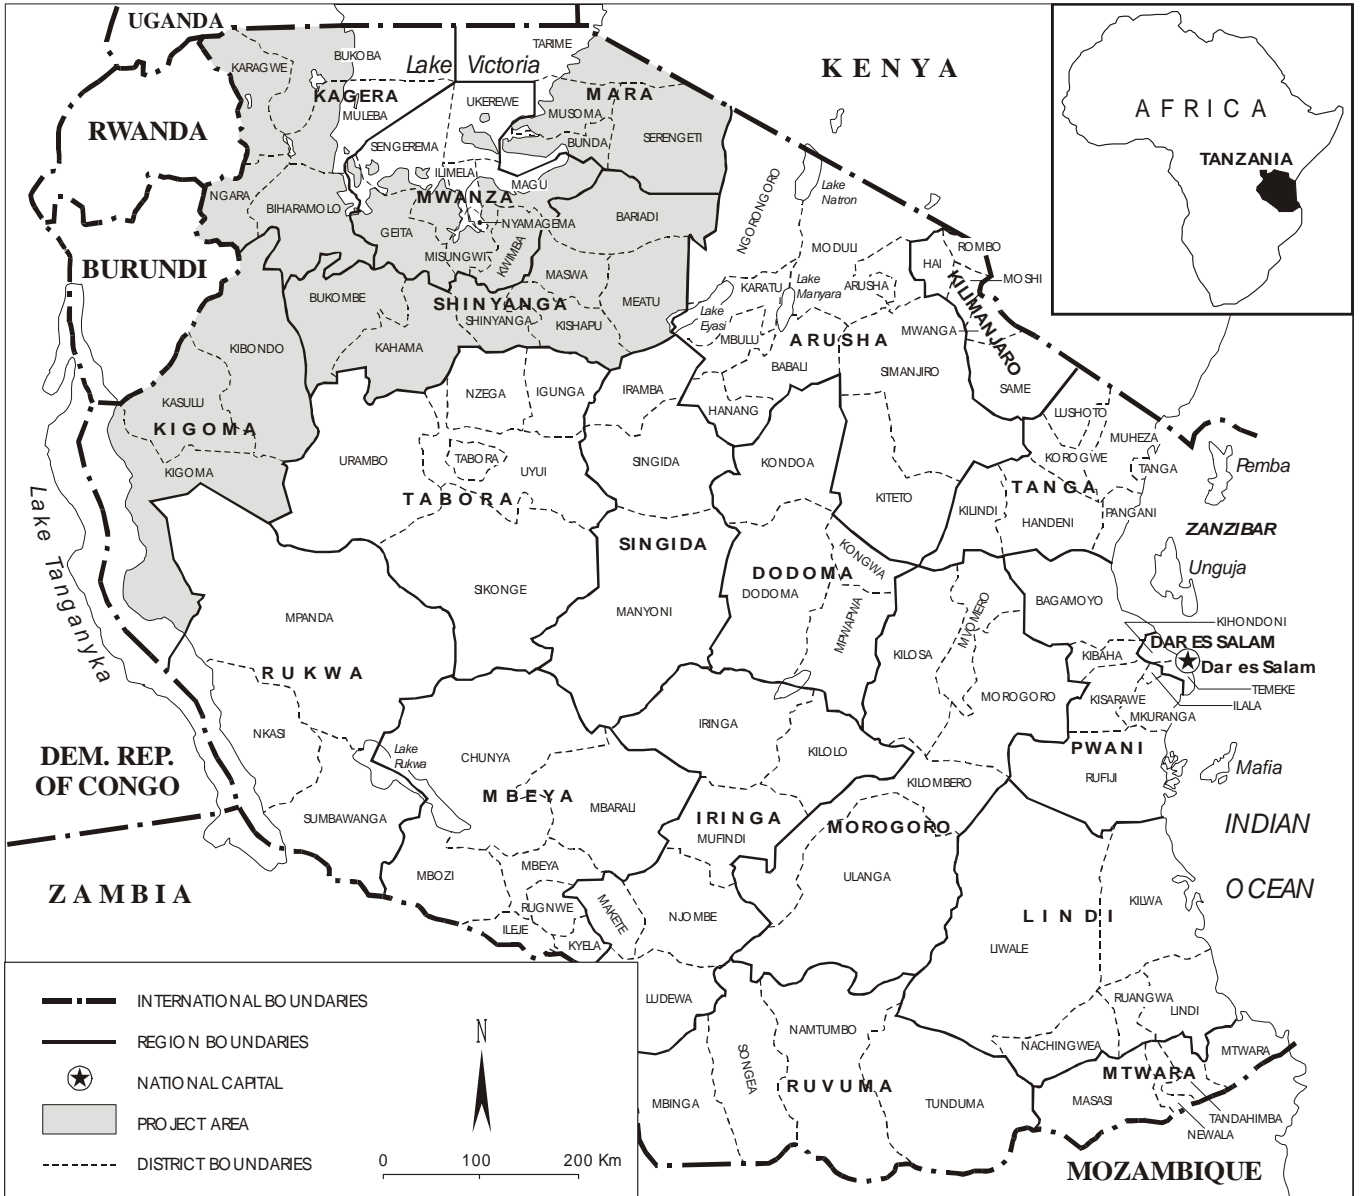 UGANDA
KARAGWE
BUKOBA
Lake Victoria
TARIME
KENYA
AFRICA
TANZANIA
RWANDA
KAGERA
MULEBA
UKEREWE
MARA
MUSOMA
SENGEREMA
BUNDA
SERENGETI
ILIMELA
MAGU
NGARA
BIHARAMOLO
MWANZA
NYAMAGEMA
BARIADI
GEITA
MISUNGWI
KWIMBA
NGORONGORO
Lake
Natron
MODULI
ROMBO
HAI
MOSHI
KILIMANJARO
BURUNDI
BUKOMBE
SHINYANGA
SHINYANGA
MASWA
MEATU
KISHAPU
KAHAMA
KARATU
Lake
Manyara
ARUSHA
Lake
Eyasi
MBULU
ARUSHA
MWANGA
BABALI
SIMANJIRO
SAME
KIBONDO
KASULU
KIGOMA
KIGOMA
NZEGA
IGUNGA
IRAMBA
HANANG
LUSHOTO
MUHEZA
KOROGWE
TANGA
Pemba
URAMBO
TABORA
UYUI
TABORA
SINGIDA
KONDOA
KITETO
KILINDI
TANGA
HANDENI
PANGANI
ZANZIBAR
Unguja
Lake Tanganyika
SINGIDA
DODOMA
DODOMA
KONGWA
MPWAPWA
MPANDA
SIKONGE
MANYONI
KILOSA
MVOMERO
BAGAMOYO
KIHONDONI
DAR ES SALAM
Dar es Salam
KIBAHA
TEMEKE
ILALA
KISARAWE
MKURANGA
RUKWA
MOROGORO
NKASI
IRINGA
KILOLO
PWANI
RUFIJI
Mafia
DEM. REP.
OF CONGO
Lake
Rukwa
CHUNYA
MBEYA
MBARALI
KILOMBERO
SUMBAWANGA
IRINGA
MUFINDI
MOROGORO
INDIAN
OCEAN
ZAMBIA
MBOZI
MBEYA
ULANGA
RUGNWE
MAKETE
NJOMBE
ILEJE
KYELA
LINDI
KILWA
LIWALE
LUDEWA
RUANGWA
LINDI
NAMTUMBO
NACHINGWEA
MTWARA
SONGEA
RUVUMA
MTWARA
MBINGA
TUNDUMA
MASASI
TANDAHIMBA
NEWALA
MOZAMBIQUE
INTERNATIONAL BOUNDARIES
REGION BOUNDARIES
NATIONAL CAPITAL
PROJECT AREA
DISTRICT BOUNDARIES
N
0 100 200 Km